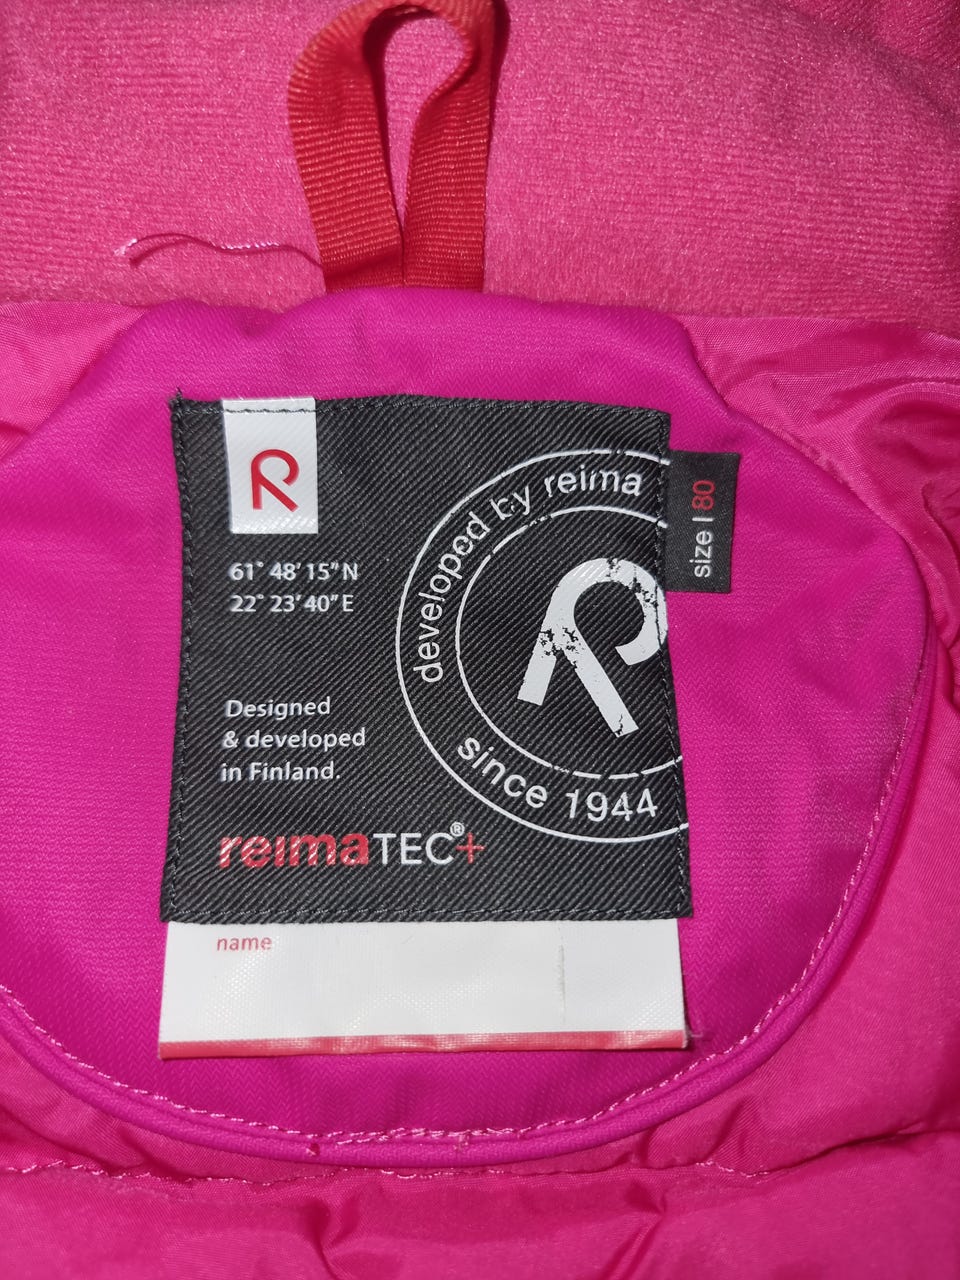 R
61° 48' 15" N
22° 23' 40" E
developed by reima
since 1944
R
size | 80
Designed
& developed
in Finland.
reimaTEC®+
name